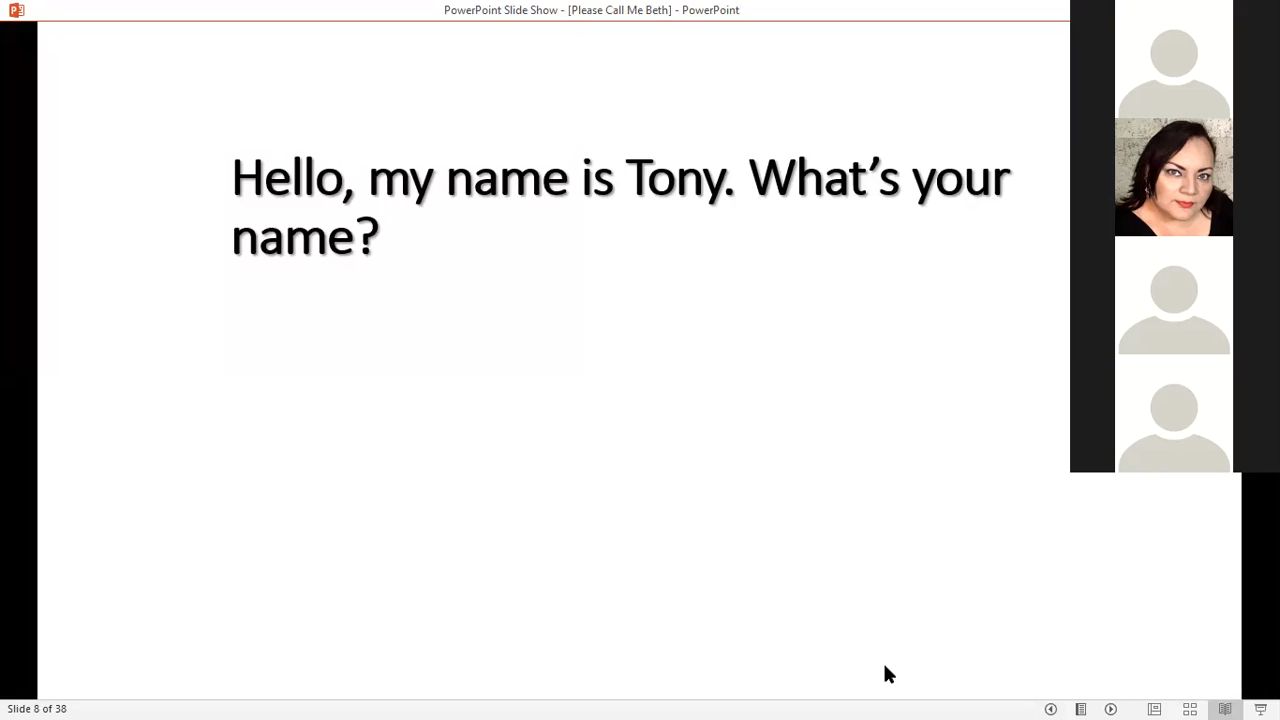 PowerPoint Slide Show - [Please Call Me Beth] - PowerPoint
Hello, my name is Tony. What’s your
name?
Slide 8 of 38